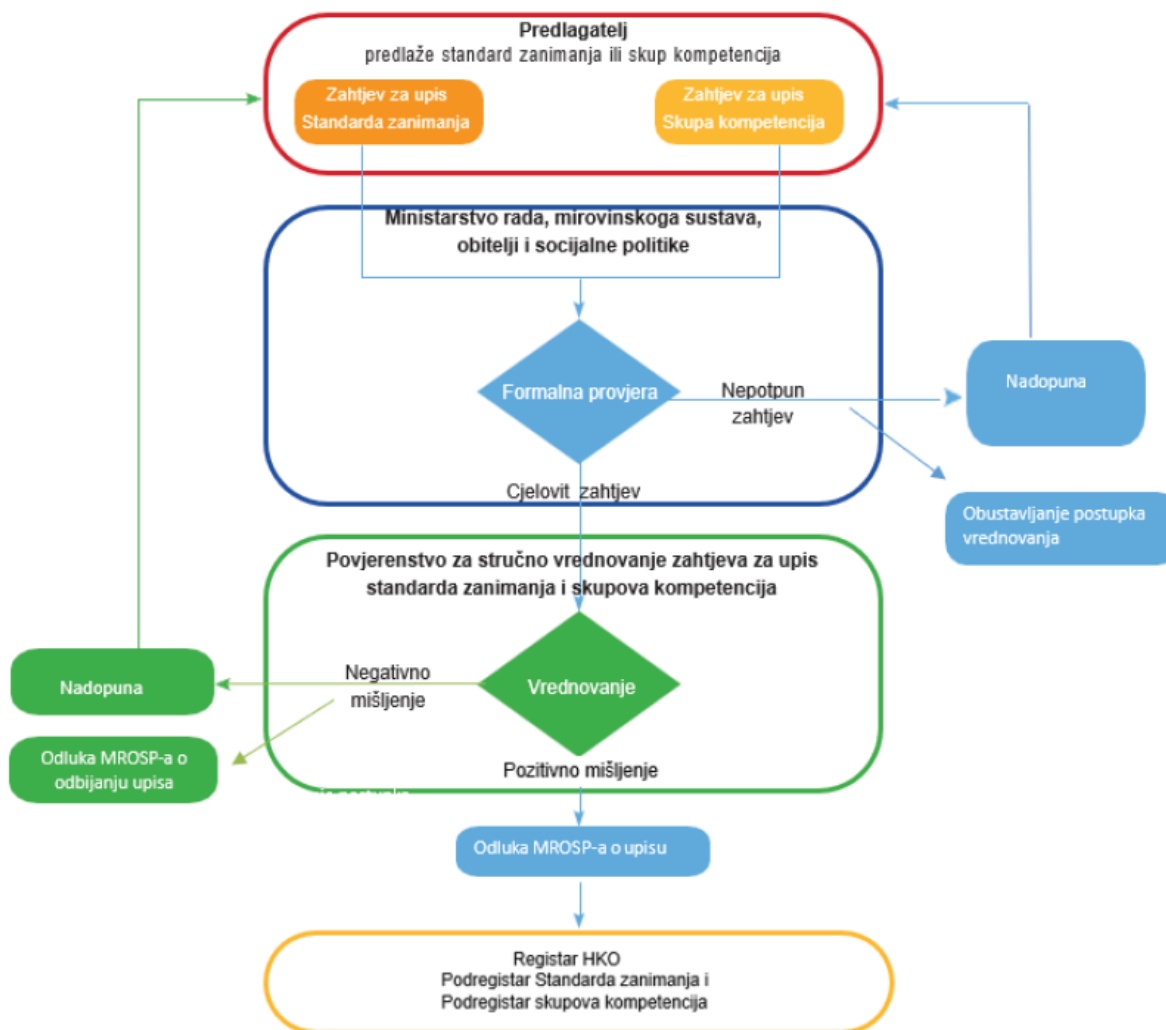 Predlagatelj
predlaže standard zanimanja ili skup kompetencija
Zahtjev za upis
Standarda zanimanja
Zahtjev za upis
Skupa kompetencija
Ministarstvo rada, mirovinskoga sustava,
obitelji i socijalne politike
Formalna provjera
Nepotpun
zahtjev
Nadopuna
Cjelovit zahtjev
Obustavljanje postupka
vrednovanja
Povjerenstvo za stručno vrednovanje zahtjeva za upis
standarda zanimanja i skupova kompetencija
Vrednovanje
Negativno
mišljenje
Nadopuna
Odluka MROSP-a o
odbijanju upisa
Pozitivno mišljenje
Odluka MROSP-a o upisu
Registar HKO
Podregistar Standarda zanimanja i
Podregistar skupova kompetencija